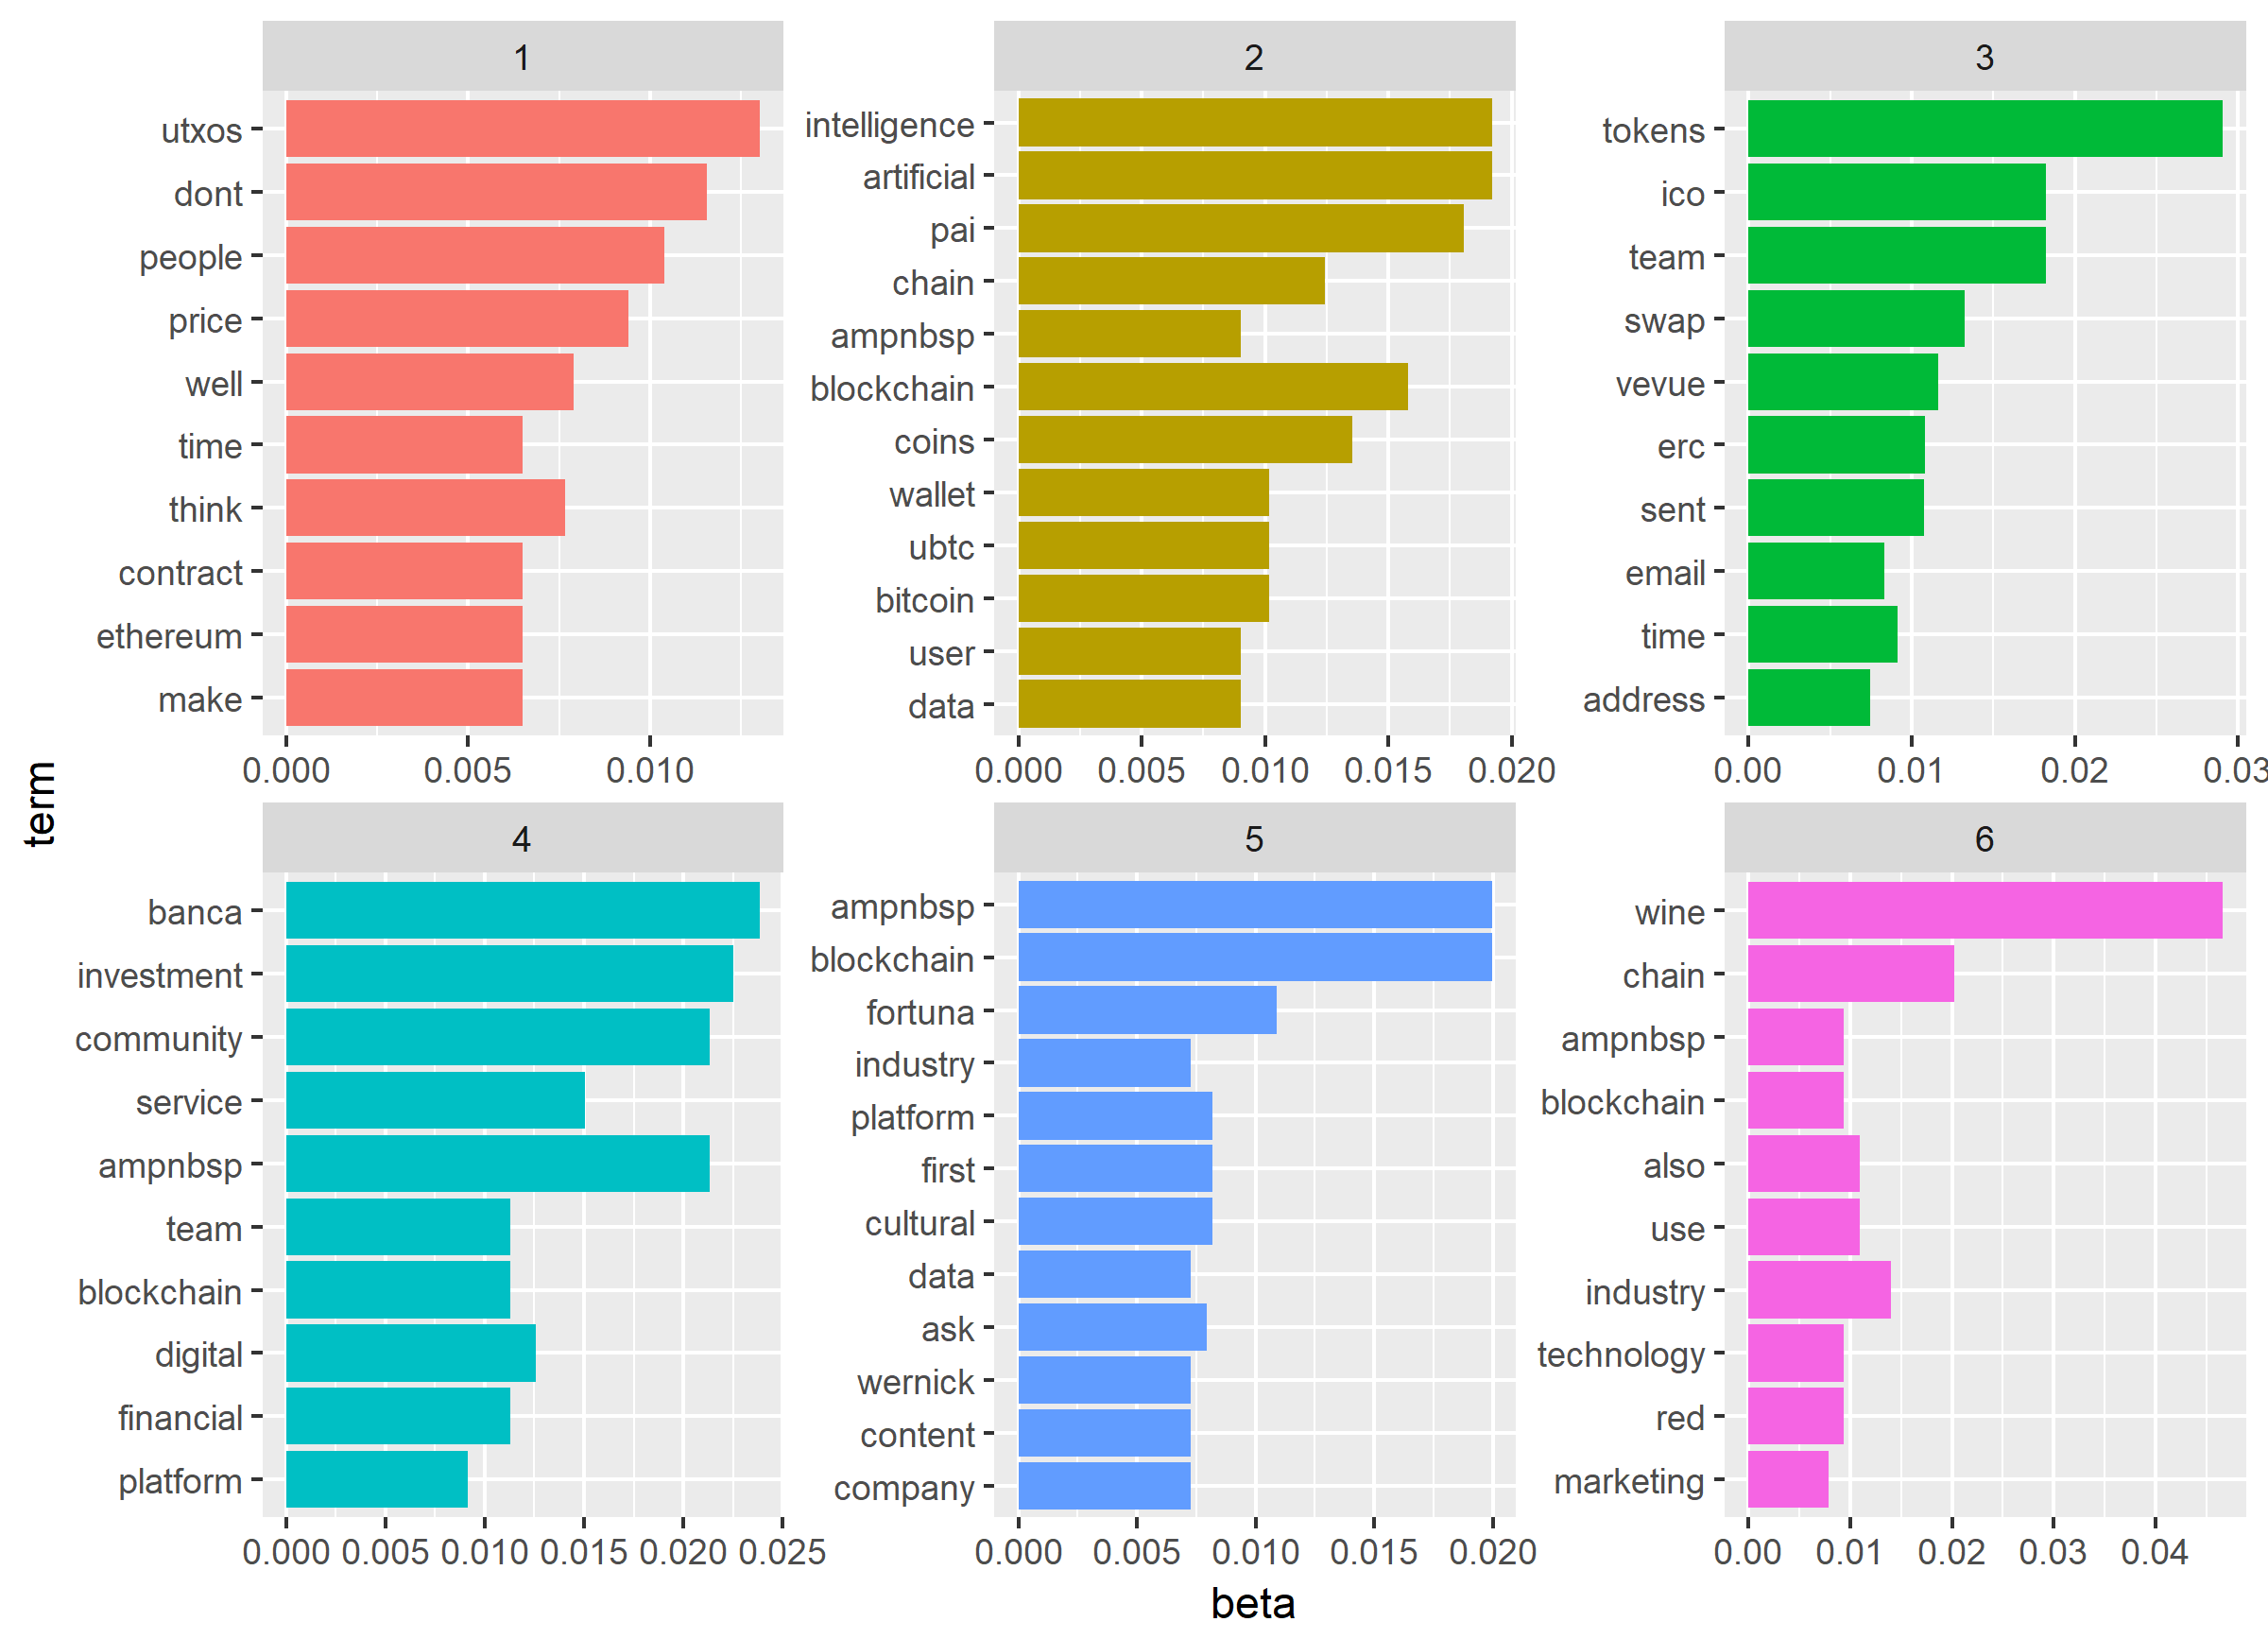 1
utxos
dont
people
price
well
time
think
contract
ethereum
make
0.000 0.005 0.010
2
intelligence
artificial
pai
chain
ampnbsp
blockchain
coins
wallet
ubtc
bitcoin
user
data
0.000 0.005 0.010 0.015 0.020
3
tokens
ico
team
swap
vevue
erc
sent
email
time
address
0.00 0.01 0.02 0.03
term
4
banca
investment
community
service
ampnbsp
team
blockchain
digital
financial
platform
0.000 0.005 0.010 0.015 0.020 0.025
5
ampnbsp
blockchain
fortuna
industry
platform
first
cultural
data
ask
wernick
content
company
0.000 0.005 0.010 0.015 0.020
6
wine
chain
ampnbsp
blockchain
also
use
industry
technology
red
marketing
0.00 0.01 0.02 0.03 0.04
beta